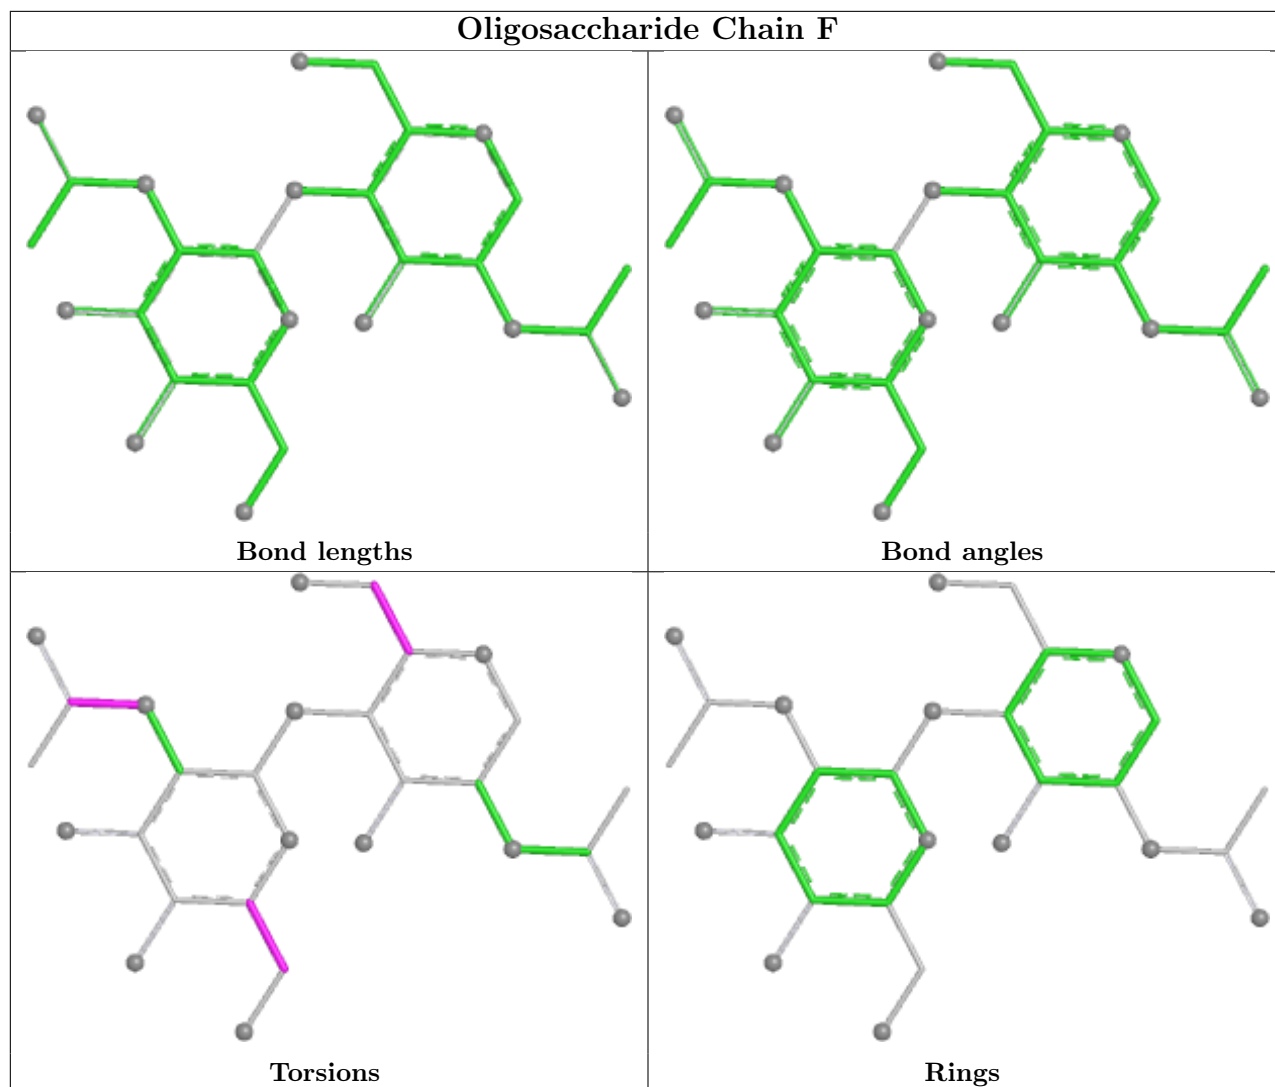 Oligosaccharide Chain F
Bond lengths
Bond angles
Torsions
Rings